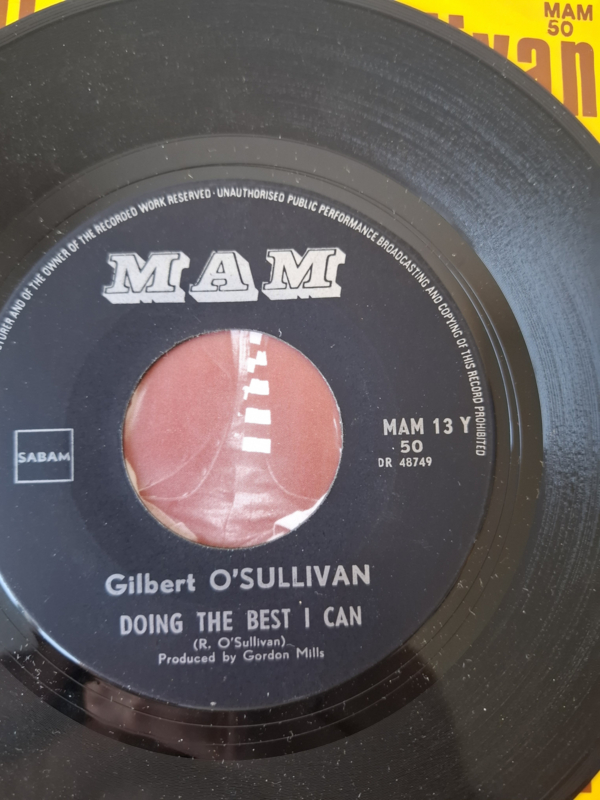 MAM
50
llivan
TURER AND OF THE OWNER OF THE RECORDED WORK RESERVED · UNAUTHORISED PUBLIC PERFORMANCE BROADCASTING AND COPYING OF THIS RECORD PROHIBITED
MAM
MAM 13 Y
50
DR 48749
SABAM
Gilbert O'SULLIVAN
DOING THE BEST I CAN
(R. O'Sullivan)
Produced by Gordon Mills